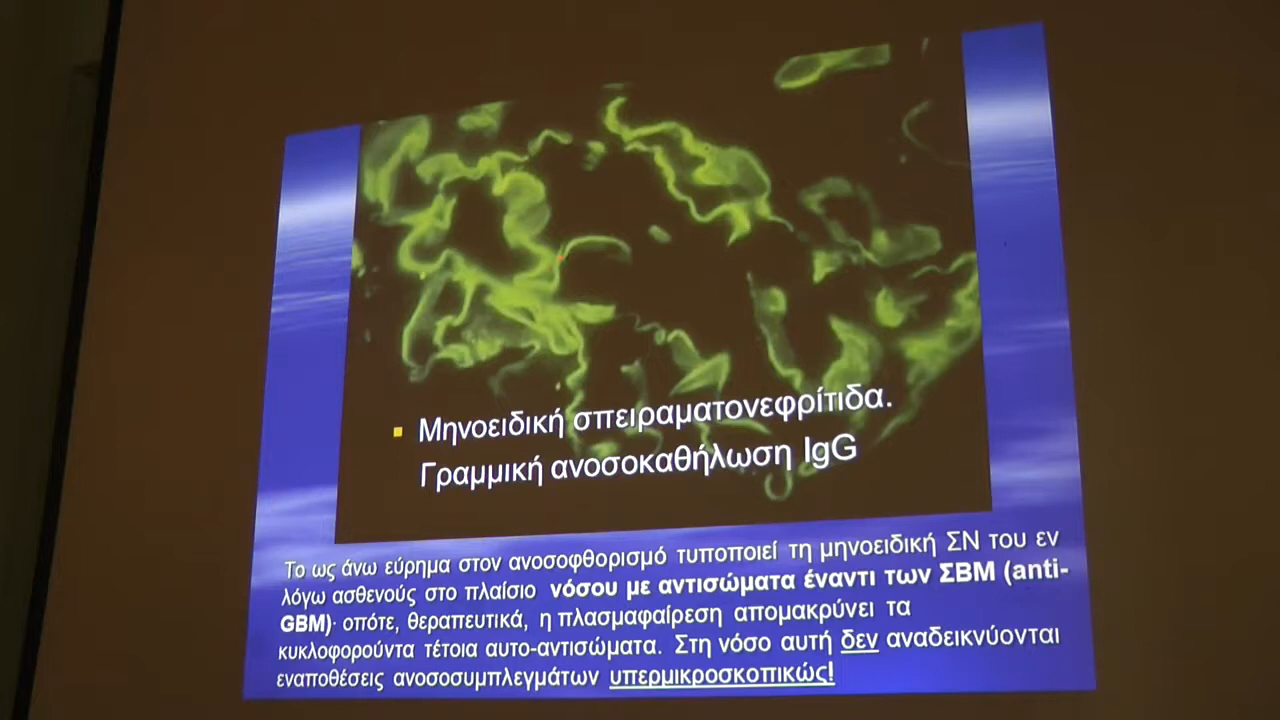 Μηνοειδική σπειραματονεφρίτιδα.
Γραμμική ανοσοκαθήλωση IgG
Το ως άνω εύρημα στον ανοσοφθορισμό τυποποιεί τη μηνοειδική ΣΝ του εν
λόγω ασθενούς στο πλαίσιο νόσου με αντισώματα έναντι των ΣΒΜ (anti-
GBM)· οπότε, θεραπευτικά, η πλασμαφαίρεση απομακρύνει τα
κυκλοφορούντα τέτοια αυτο-αντισώματα. Στη νόσο αυτή δεν αναδεικνύονται
εναποθέσεις ανοσοσυμπλεγμάτων υπερμικροσκοπικώς!